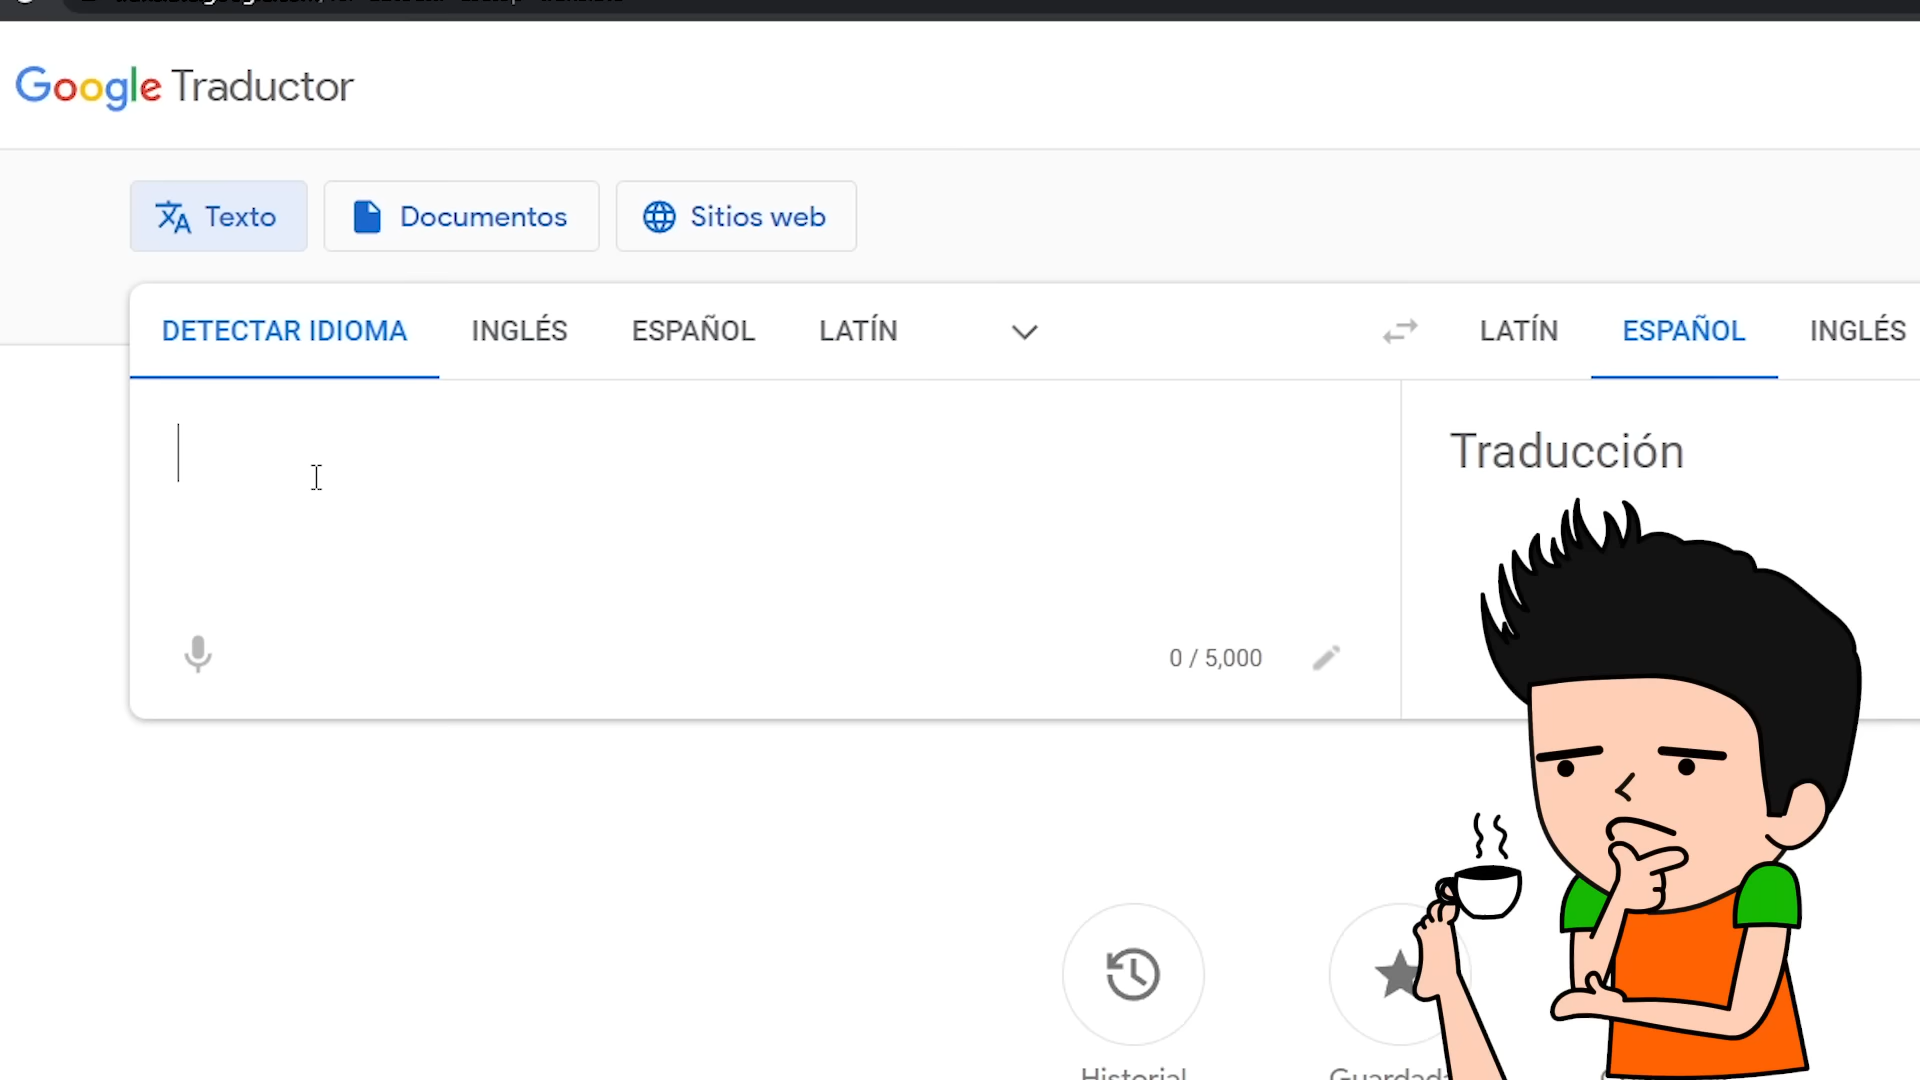 Google Traductor
Texto Documentos Sitios web
DETECTAR IDIOMA INGLÉS ESPAÑOL LATÍN LATÍN ESPAÑOL INGLÉS
Traducción
0 / 5,000
Historial